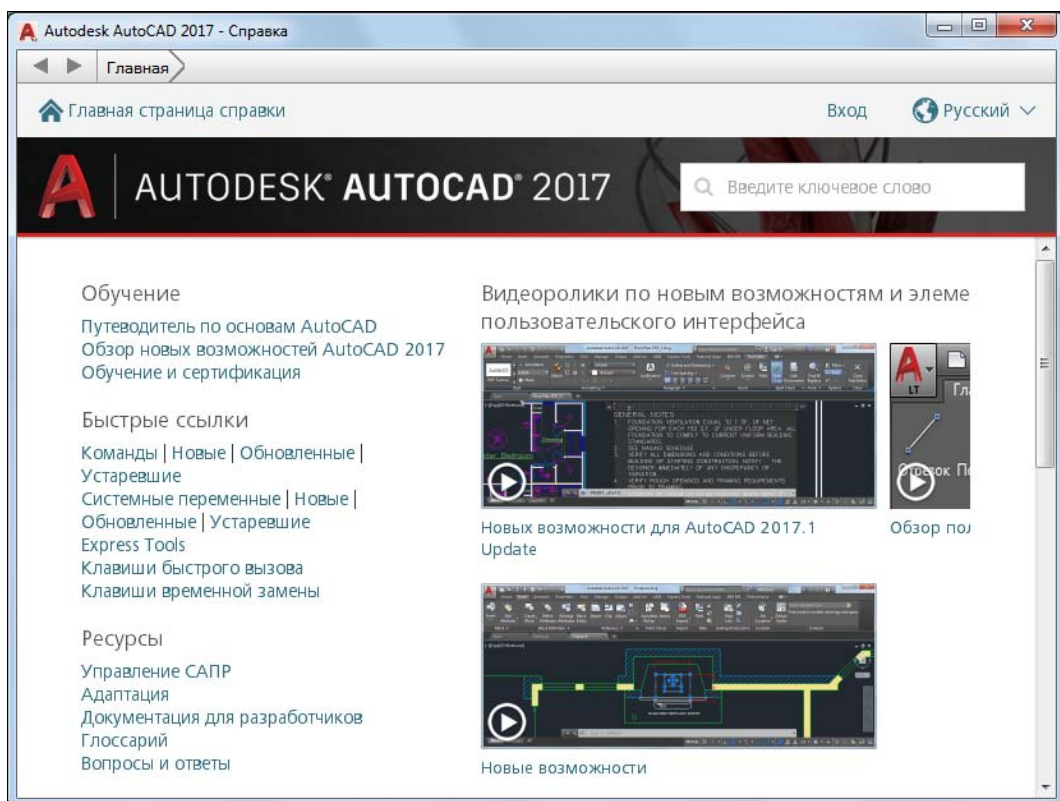 Autodesk AutoCAD 2017 - Справка
Главная
Главная страница справки
Вход
Русский
AUTODESK® AUTOCAD® 2017
Введите ключевое слово
Обучение
Путеводитель по основам AutoCAD
Обзор новых возможностей AutoCAD 2017
Обучение и сертификация
Быстрые ссылки
Команды | Новые | Обновленные |
Устаревшие
Системные переменные | Новые |
Обновленные | Устаревшие
Express Tools
Клавиши быстрого вызова
Клавиши временной замены
Ресурсы
Управление САПР
Адаптация
Документация для разработчиков
Глоссарий
Вопросы и ответы
Видеоролики по новым возможностям и элеме
пользовательского интерфейса
GENERAL NOTES
LT
Гл
Отрезок По
Новых возможности для AutoCAD 2017.1
Update
Обзор пол
Новые возможности